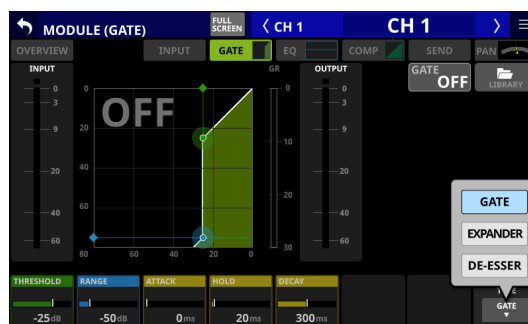 MODULE (GATE)
FULL SCREEN
CH 1
CH 1
OVERVIEW
INPUT
GATE
EQ
COMP
SEND
PAN
INPUT
GR
OUTPUT
GATE
OFF
LIBRARY
OFF
0
3
9
20
40
60
0
20
40
60
80 60 40 20 0
0
10
20
30
0
3
9
20
40
60
GATE
EXPANDER
DE-ESSER
THRESHOLD
RANGE
ATTACK
HOLD
DECAY
-25dB
-50dB
0ms
20ms
300ms
GATE